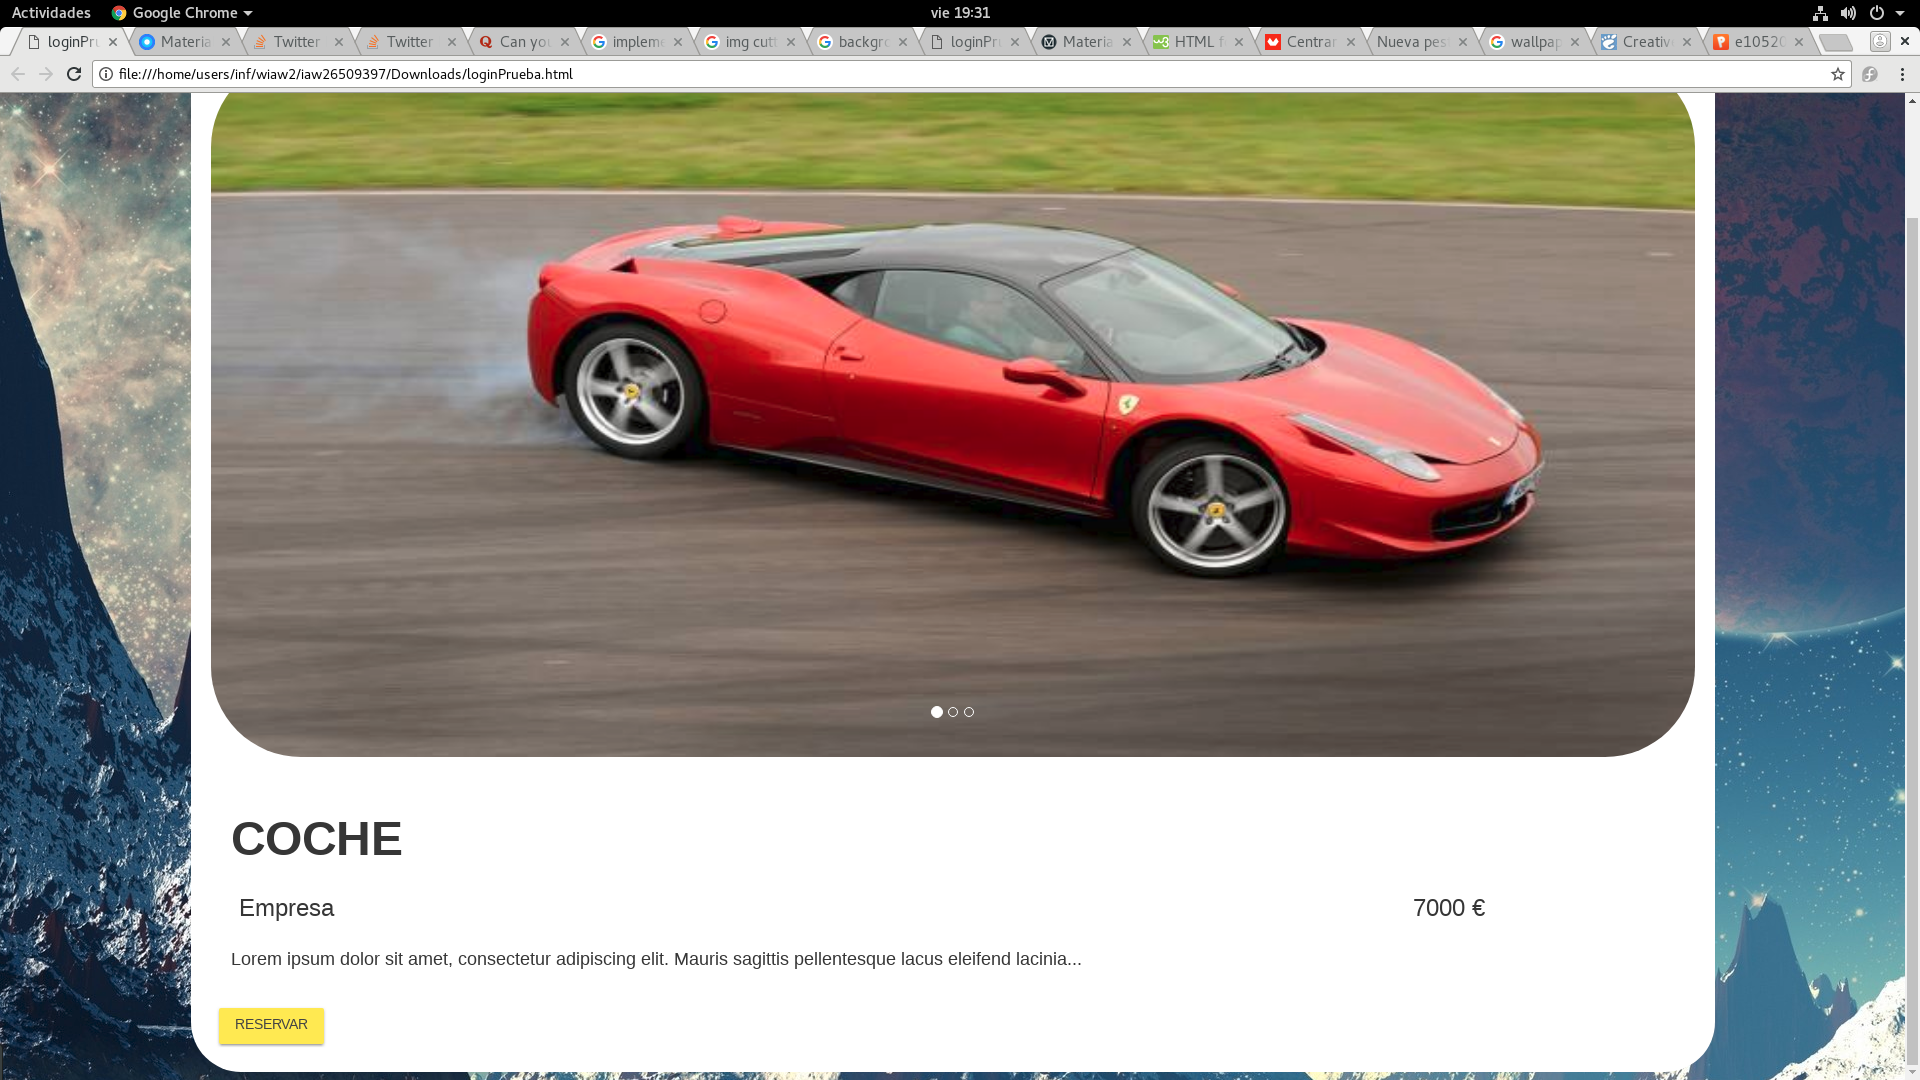 Actividades Google Chrome vie 19:31
loginPru Materia Twitter Twitter Can you impleme img cutt backgro loginPru Materia HTML f Centrar Nueva pes wallpap Creativ e10520
file:///home/users/inf/wiaw2/iaw26509397/Downloads/loginPrueba.html
COCHE
Empresa 7000 €
Lorem ipsum dolor sit amet, consectetur adipiscing elit. Mauris sagittis pellentesque lacus eleifend lacinia...
RESERVAR